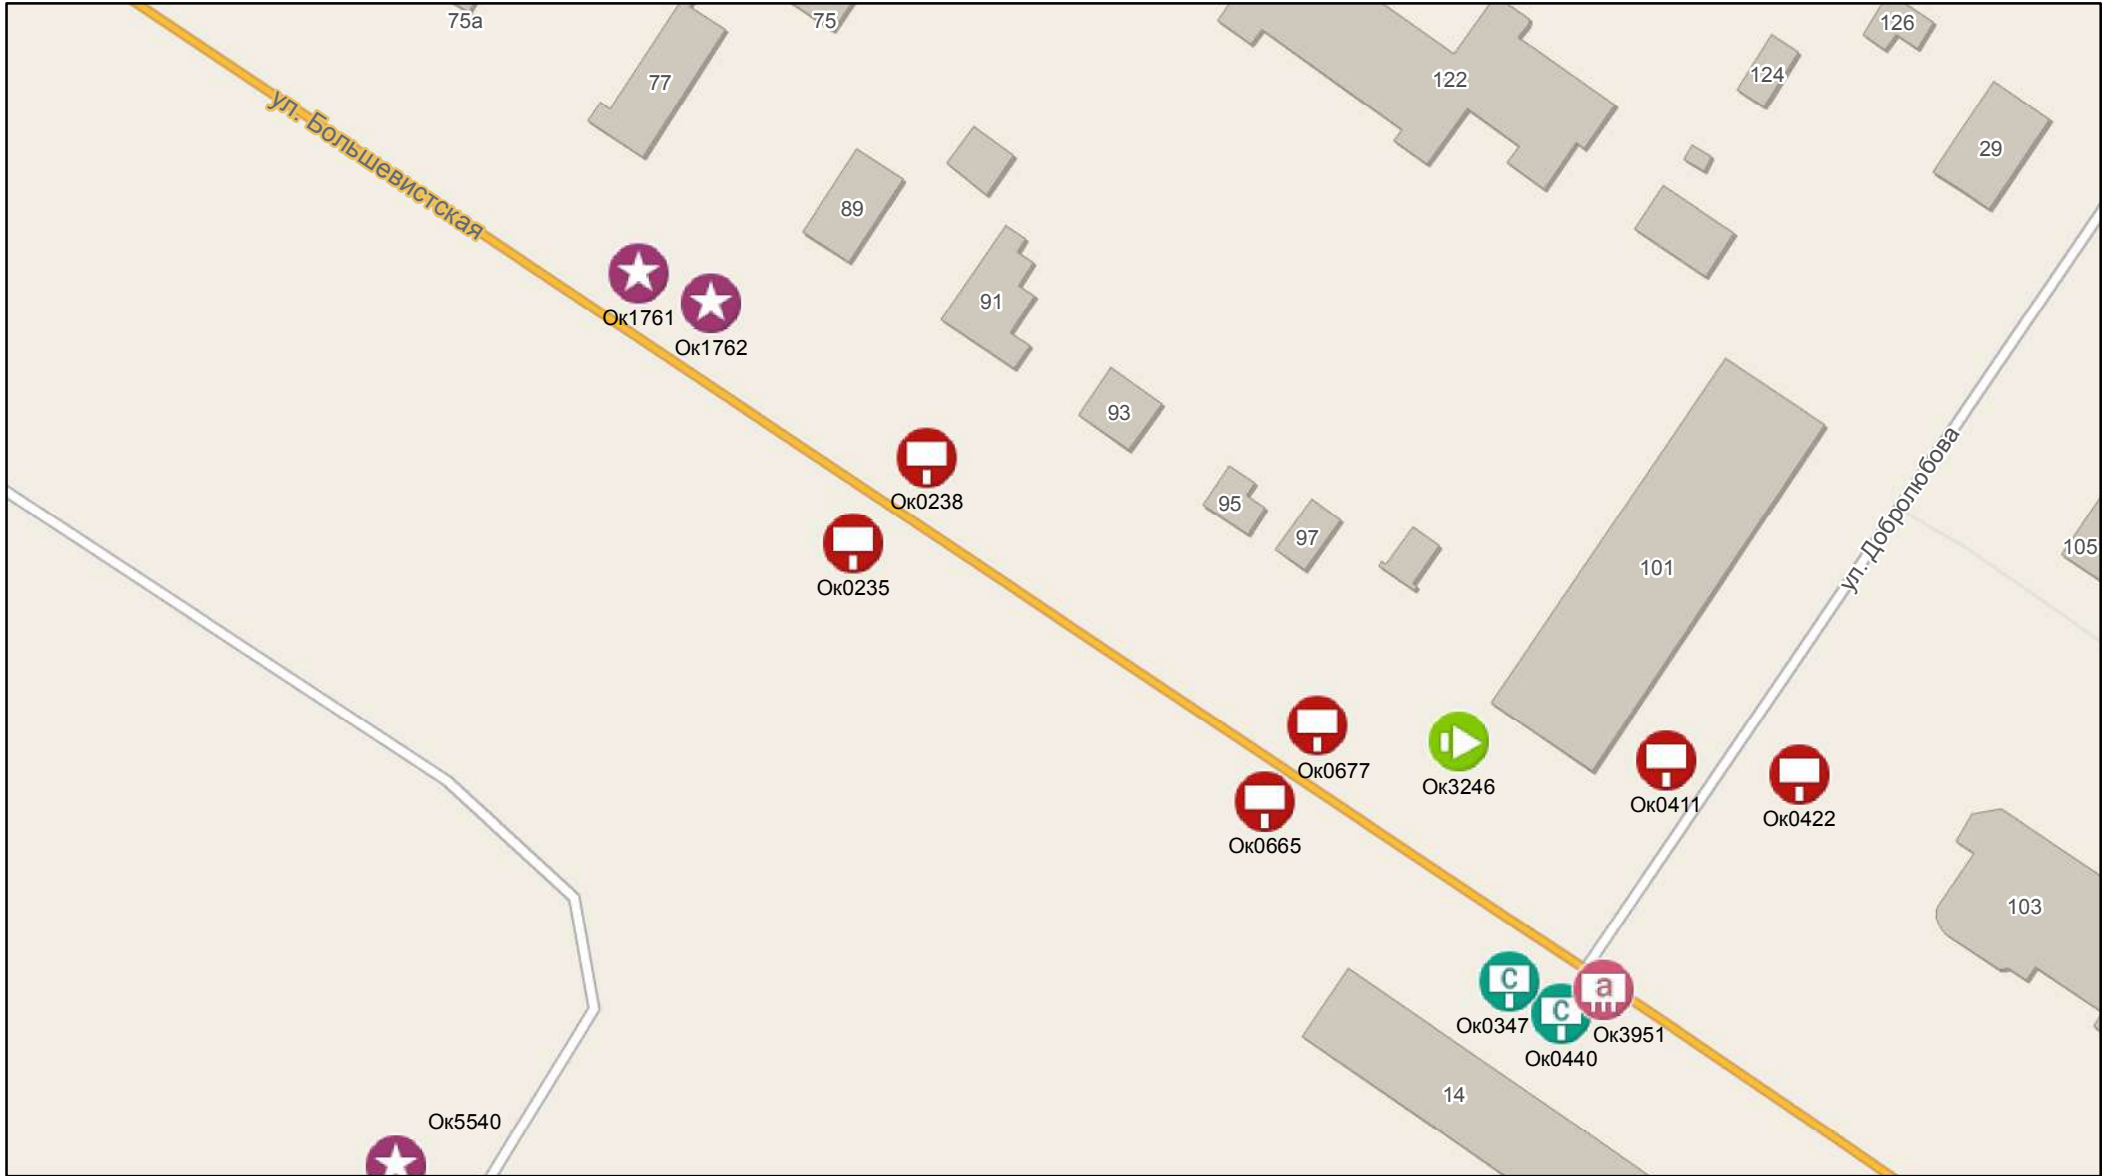 75а
75
126
77
122
124
ул. Большевистская
29
89
Ок1761
91
Ок1762
93
Ок0238
95
97
ул. Добролюбова
105
101
Ок0235
Ок0677
Ок3246
Ок0411
Ок0422
Ок0665
103
C
a
C
Ок0347
Ок3951
Ок0440
14
Ок5540